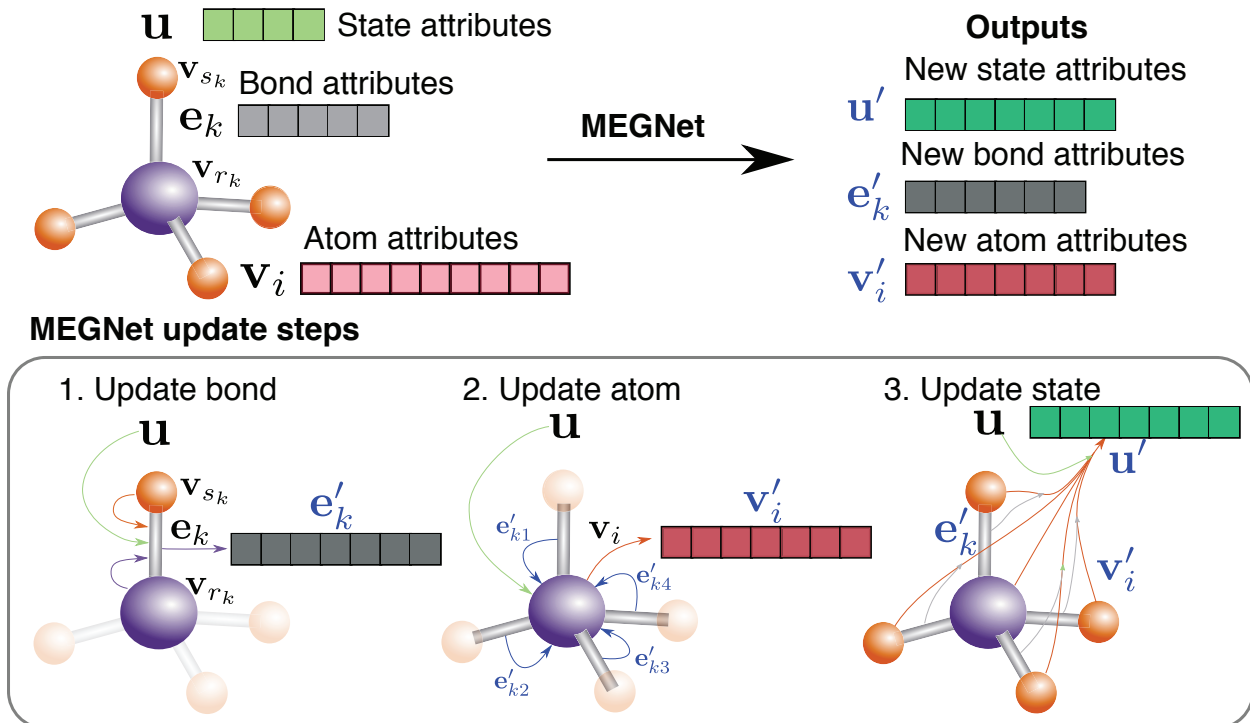 u State attributes
v_{s_k}
Bond attributes
e_k
v_{r_k}
Atom attributes
v_i
MEGNet
Outputs
New state attributes
u′
New bond attributes
e′_k
New atom attributes
v′_i
MEGNet update steps
1. Update bond
u
v_{s_k}
e_k
e′_k
v_{r_k}
2. Update atom
u
v′_i
v_i
e′_{k1}
e′_{k4}
e′_{k3}
e′_{k2}
3. Update state
u
u′
e′_k
v′_i